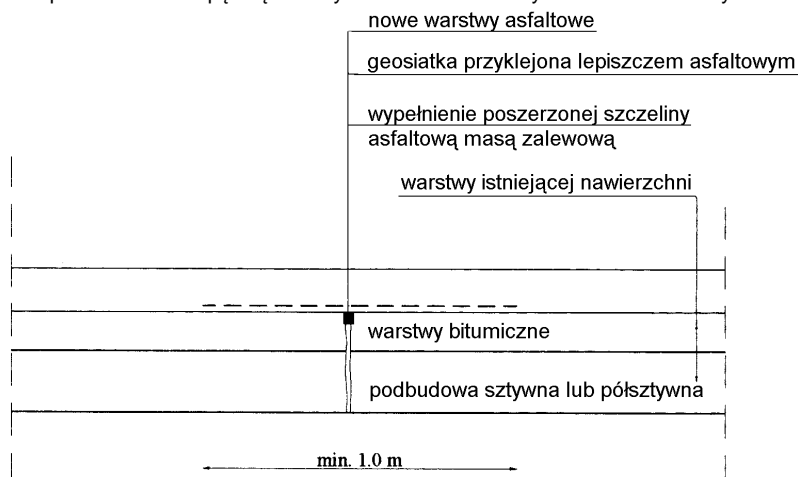 nowe warstwy asfaltowe
geosiatka przyklejona lepiszczem asfaltowym
wypełnienie poszerzonej szczeliny
asfaltową masą zalewową
warstwy istniejącej nawierzchni
warstwy bitumiczne
podbudowa sztywna lub półsztywna
min. 1.0 m